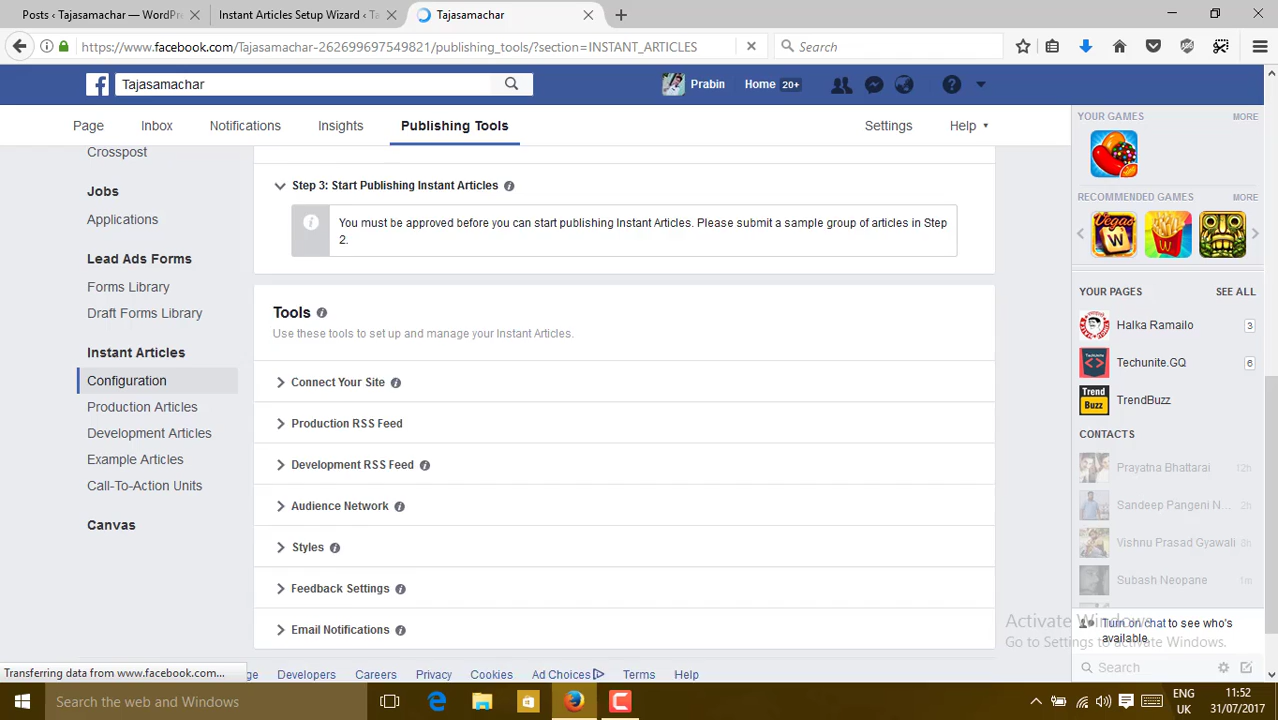 Posts ‹ Tajasamachar — WordPr
Instant Articles Setup Wizard ‹ Ta
Tajasamachar
https://www.facebook.com/Tajasamachar-262699697549821/publishing_tools/?section=INSTANT_ARTICLES
Search
Tajasamachar
Prabin
Home 20+
Page
Inbox
Notifications
Insights
Publishing Tools
Settings
Help
Crosspost
Jobs
Applications
Lead Ads Forms
Forms Library
Draft Forms Library
Instant Articles
Configuration
Production Articles
Development Articles
Example Articles
Call-To-Action Units
Canvas
Step 3: Start Publishing Instant Articles
You must be approved before you can start publishing Instant Articles. Please submit a sample group of articles in Step
2.
Tools
Use these tools to set up and manage your Instant Articles.
Connect Your Site
Production RSS Feed
Development RSS Feed
Audience Network
Styles
Feedback Settings
Email Notifications
YOUR GAMES
MORE
RECOMMENDED GAMES
MORE
YOUR PAGES
SEE ALL
Halka Ramailo
3
Techunite.GQ
6
Trend
Buzz
TrendBuzz
CONTACTS
Prayatna Bhattarai
12h
Sandeep Pangeni N...
2h
Vishnu Prasad Gyawali
8h
Subash Neopane
1m
Turn on chat to see who's
available.
Search
Activate Windows
Go to Settings to activate Windows.
Transferring data from www.facebook.com...
ge
Developers
Careers
Privacy
Cookies
Ad Choices
Terms
Help
Search the web and Windows
ENG
UK
11:52
31/07/2017